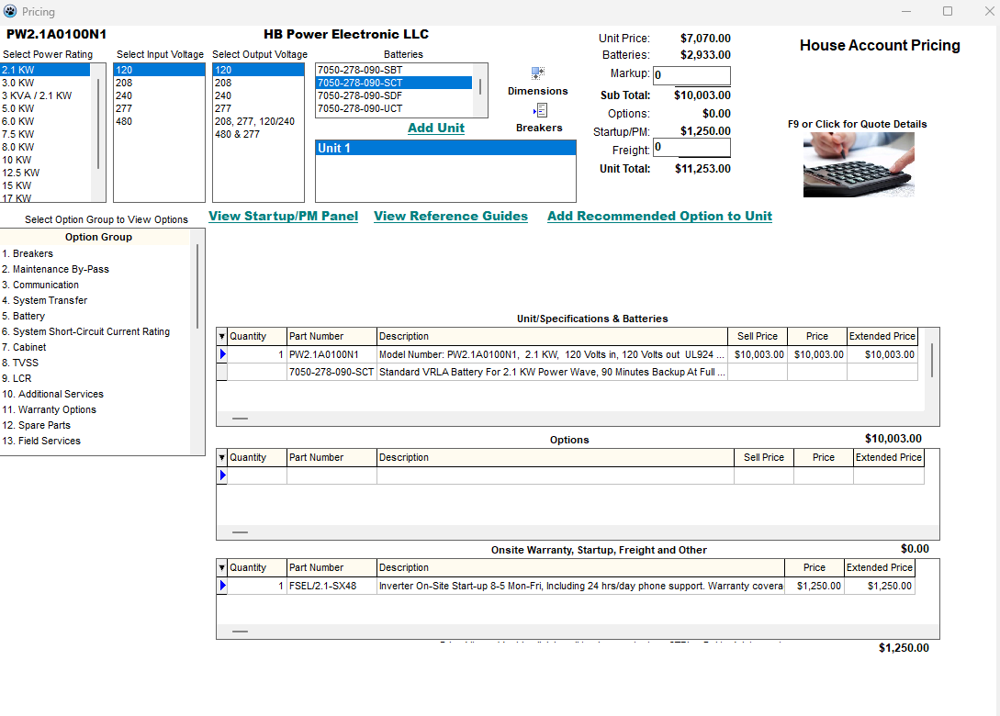 Pricing
PW2.1A0100N1
HB Power Electronic LLC
House Account Pricing
Select Power Rating
2.1 KW
3.0 KW
3 KVA / 2.1 KW
5.0 KW
6.0 KW
7.5 KW
8.0 KW
10 KW
12.5 KW
15 KW
17 KW
Select Input Voltage
120
208
240
277
480
Select Output Voltage
120
208
240
277
208, 277, 120/240
480 & 277
Batteries
7050-278-090-SBT
7050-278-090-SCT
7050-278-090-SDF
7050-278-090-UCT
Add Unit
Unit 1
Dimensions
Breakers
Unit Price: $7,070.00
Batteries: $2,933.00
Markup: 0
Sub Total: $10,003.00
Options: $0.00
Startup/PM: $1,250.00
Freight: 0
Unit Total: $11,253.00
F9 or Click for Quote Details
Select Option Group to View Options
View Startup/PM Panel View Reference Guides Add Recommended Option to Unit
Option Group
1. Breakers
2. Maintenance By-Pass
3. Communication
4. System Transfer
5. Battery
6. System Short-Circuit Current Rating
7. Cabinet
8. TVSS
9. LCR
10. Additional Services
11. Warranty Options
12. Spare Parts
13. Field Services
Unit/Specifications & Batteries
Quantity Part Number Description Sell Price Price Extended Price
1 PW2.1A0100N1 Model Number: PW2.1A0100N1, 2.1 KW, 120 Volts in, 120 Volts out UL924 ... $10,003.00 $10,003.00 $10,003.00
7050-278-090-SCT Standard VRLA Battery For 2.1 KW Power Wave, 90 Minutes Backup At Full ...
Options $10,003.00
Quantity Part Number Description Sell Price Price Extended Price
Onsite Warranty, Startup, Freight and Other $0.00
Quantity Part Number Description Price Extended Price
1 FSEL/2.1-SX48 Inverter On-Site Start-up 8-5 Mon-Fri, Including 24 hrs/day phone support. Warranty covera $1,250.00 $1,250.00
$1,250.00